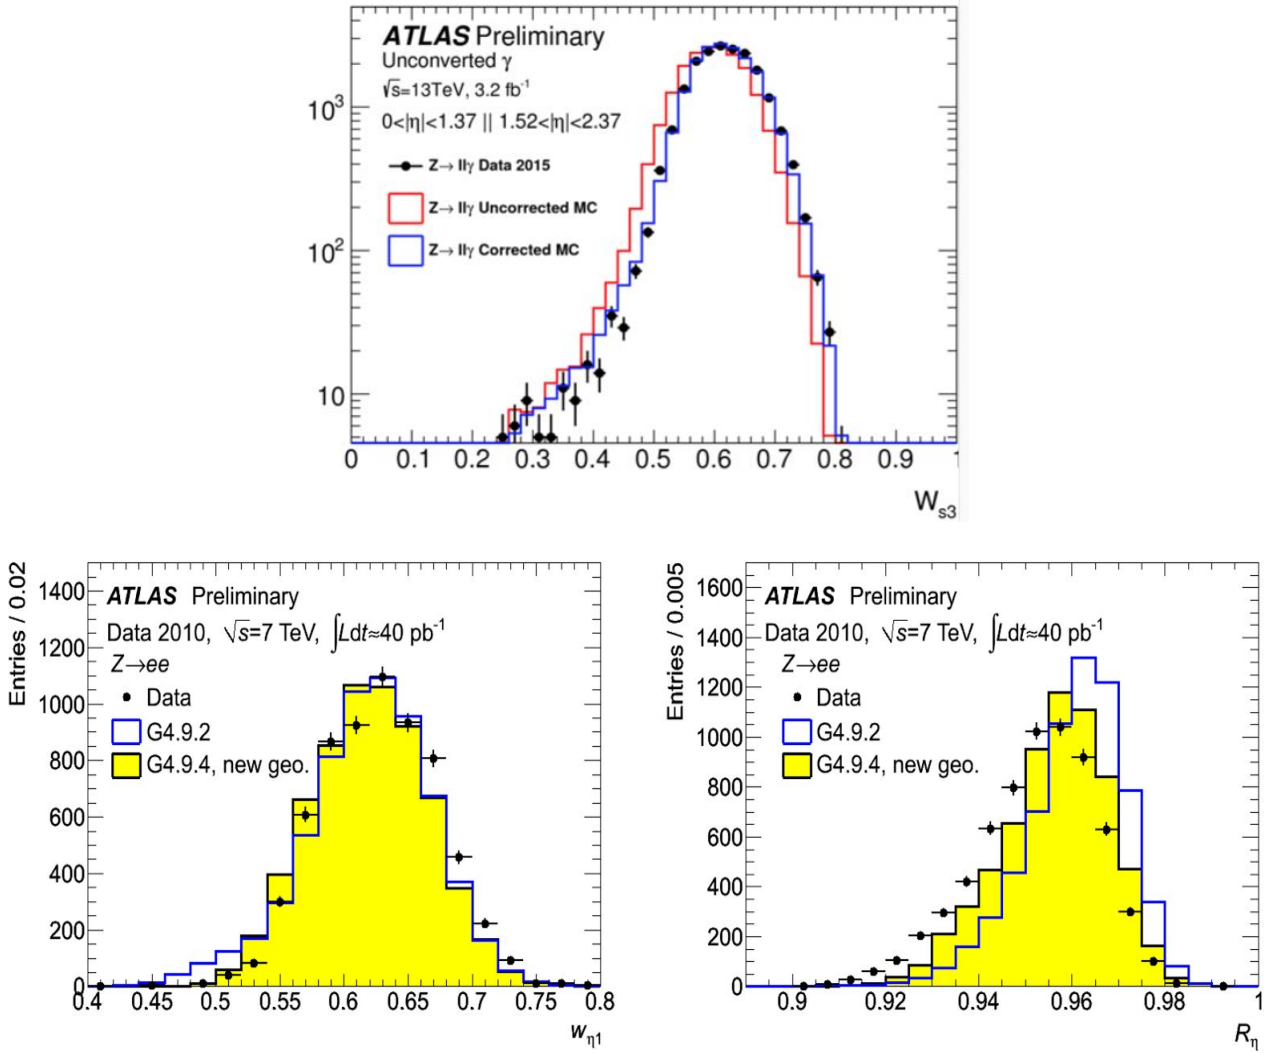 ATLAS Preliminary
Unconverted γ
√s=13TeV, 3.2 fb⁻¹
0<|η|<1.37 || 1.52<|η|<2.37
Z→ llγ Data 2015
Z→ llγ Uncorrected MC
Z→ llγ Corrected MC
10³
10²
10
0 0.1 0.2 0.3 0.4 0.5 0.6 0.7 0.8 0.9 1
W_s3
Entries / 0.02
1400
1200
1000
800
600
400
200
0
ATLAS Preliminary
Data 2010, √s=7 TeV, ∫Ldt≈40 pb⁻¹
Z→ee
Data
G4.9.2
G4.9.4, new geo.
0.4 0.45 0.5 0.55 0.6 0.65 0.7 0.75 0.8
w_η1
Entries / 0.005
1600
1400
1200
1000
800
600
400
200
0
ATLAS Preliminary
Data 2010, √s=7 TeV, ∫Ldt≈40 pb⁻¹
Z→ee
Data
G4.9.2
G4.9.4, new geo.
0.9 0.92 0.94 0.96 0.98 1
R_η